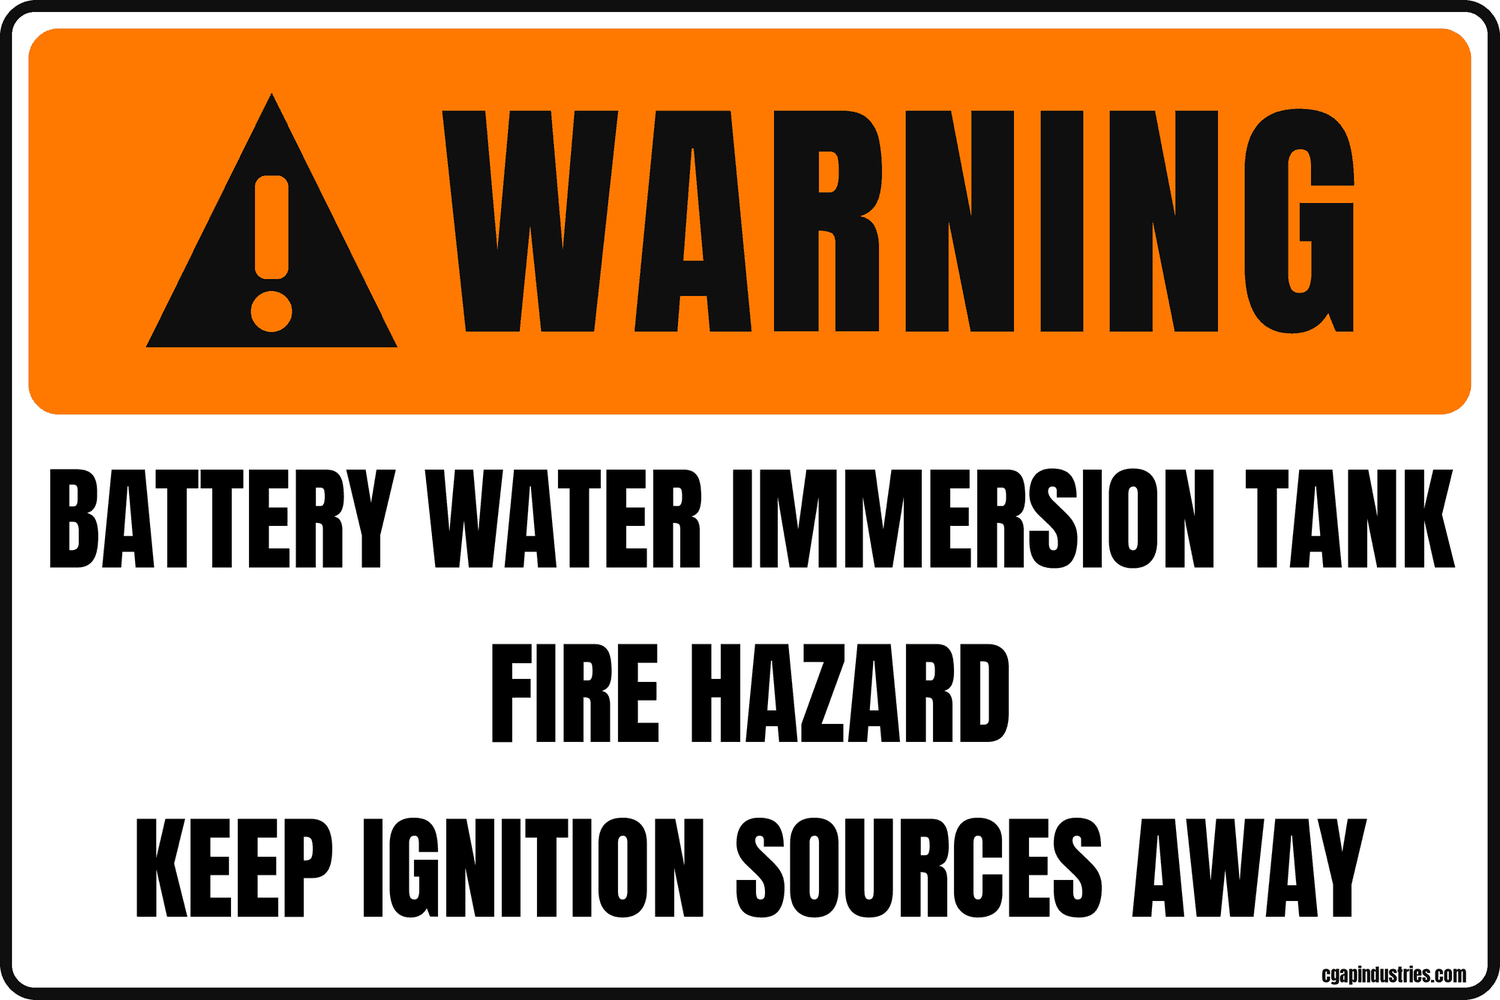 WARNING
BATTERY WATER IMMERSION TANK
FIRE HAZARD
KEEP IGNITION SOURCES AWAY
cgapindustries.com